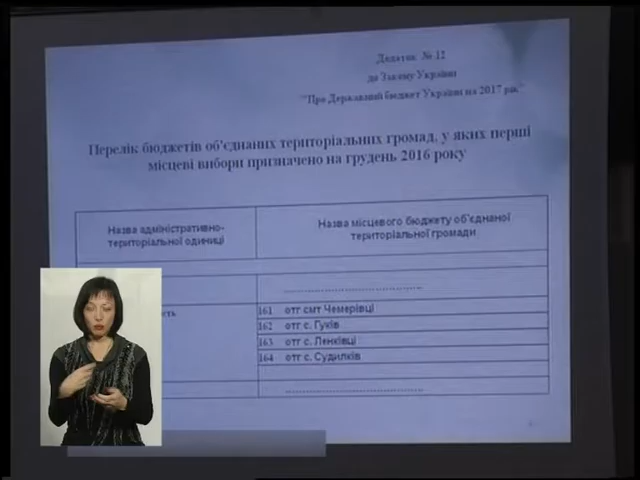 Додаток № 12
до Закону України
"Про Державний бюджет України на 2017 рік"
Перелік бюджетів об'єднаних територіальних громад, у яких перші
місцеві вибори призначено на грудень 2016 року
Назва адміністративно-
територіальної одиниці
Назва місцевого бюджету об'єднаної
територіальної громади
161 отг смт Чемерівці
162 отг с. Гуків
163 отг с. Ленківці
164 отг с. Судилків